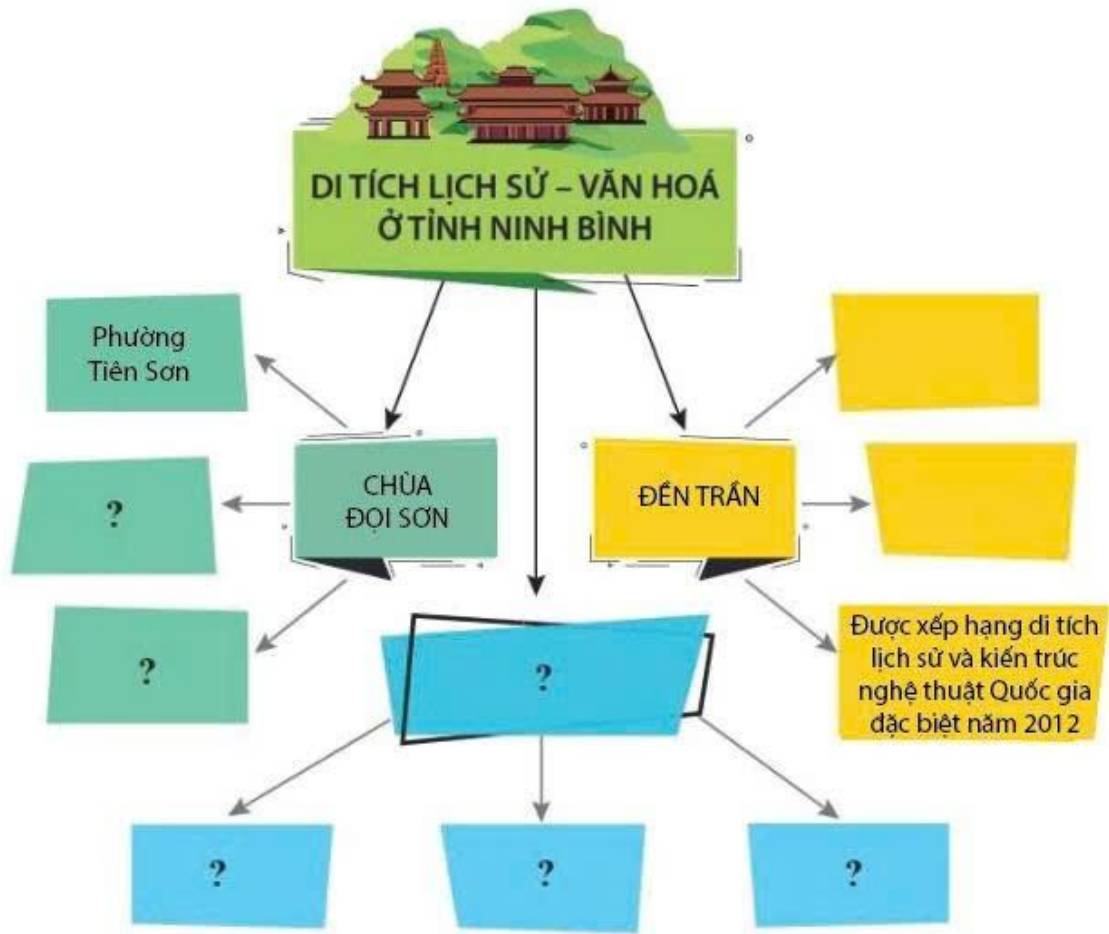 DI TÍCH LỊCH SỬ – VĂN HOÁ
Ở TỈNH NINH BÌNH
Phường
Tiên Sơn
?
?
CHÙA
ĐỌI SƠN
ĐỀN TRẦN
Được xếp hạng di tích
lịch sử và kiến trúc
nghệ thuật Quốc gia
đặc biệt năm 2012
?
?
?
?